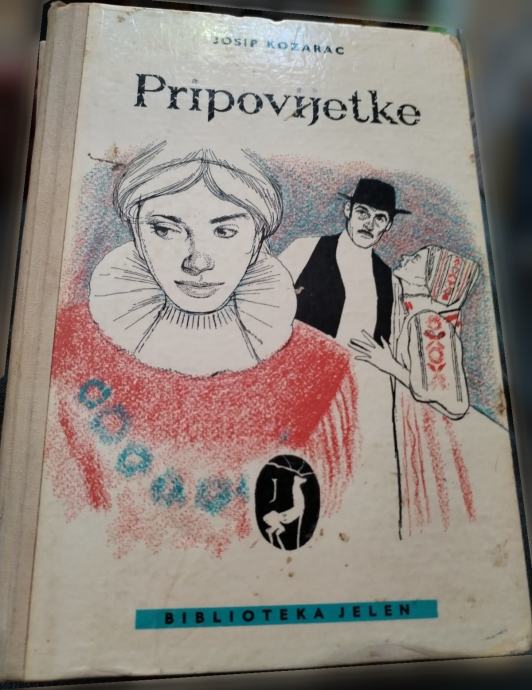 JOSIP KOZARAC
Pripovijetke
J
BIBLIOTEKA JELEN